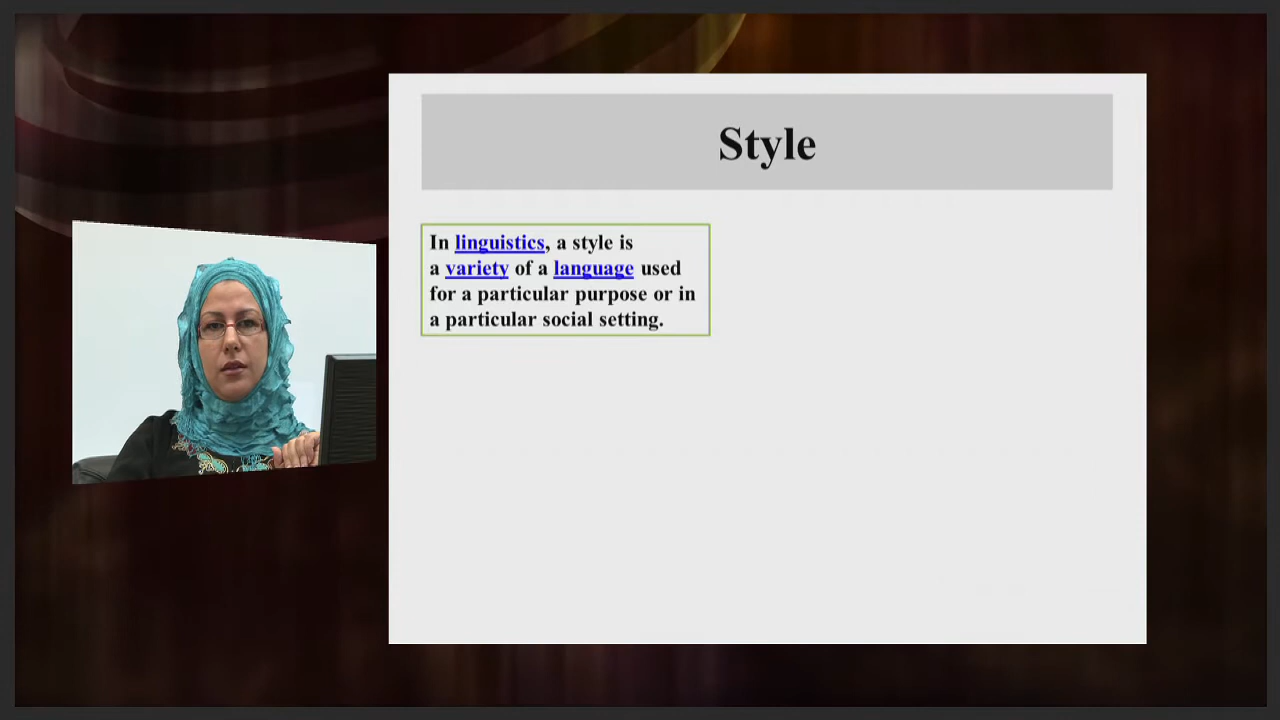 Style
In linguistics, a style is
a variety of a language used
for a particular purpose or in
a particular social setting.